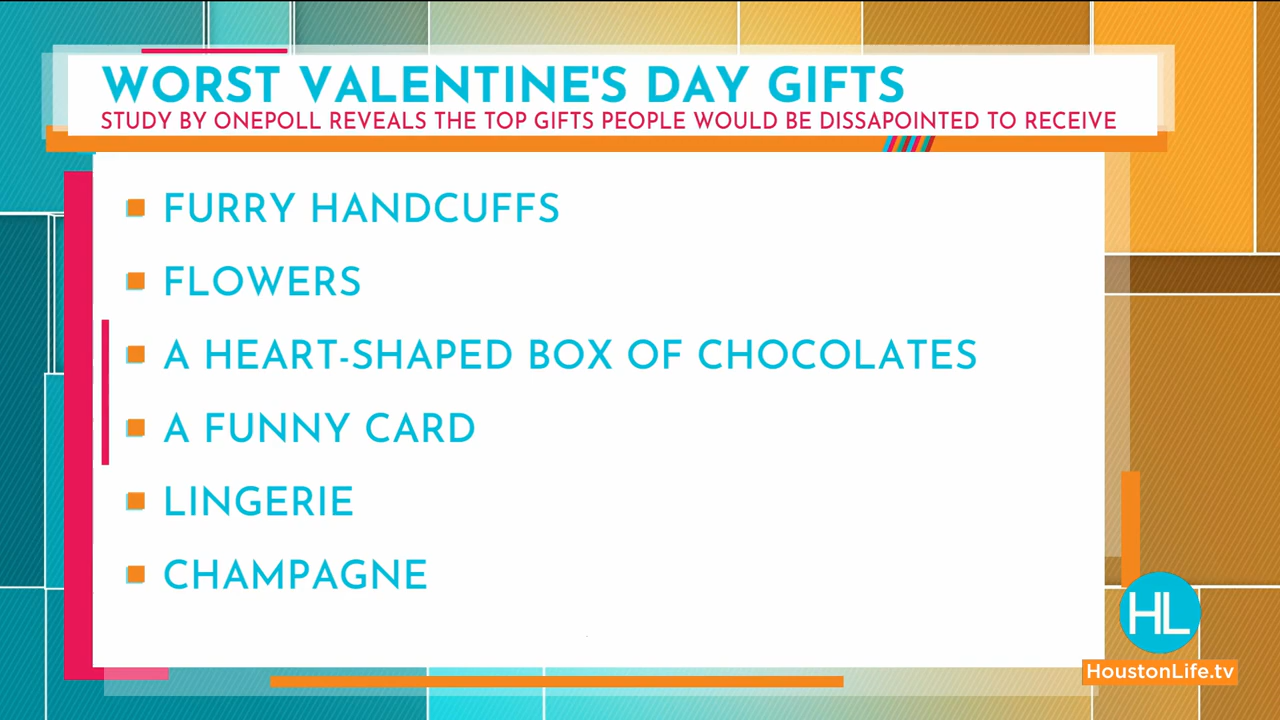 WORST VALENTINE'S DAY GIFTS
STUDY BY ONEPOLL REVEALS THE TOP GIFTS PEOPLE WOULD BE DISSAPOINTED TO RECEIVE
FURRY HANDCUFFS
FLOWERS
A HEART-SHAPED BOX OF CHOCOLATES
A FUNNY CARD
LINGERIE
CHAMPAGNE
HL
HoustonLife.tv